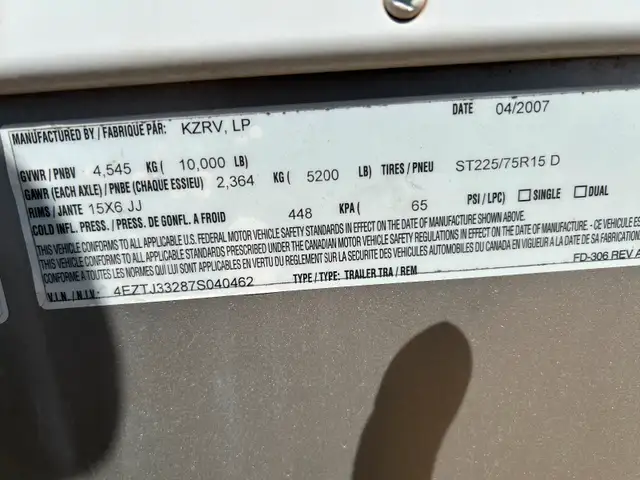 MANUFACTURED BY / FABRIQUÉ PAR: KZRV, LP DATE 04/2007
GVWR / PNBV 4,545 KG ( 10,000 LB)
GAWR (EACH AXLE) / PNBE (CHAQUE ESSIEU) 2,364 KG ( 5200 LB) TIRES / PNEU ST225/75R15 D
RIMS / JANTE 15X6 JJ
COLD INFL. PRESS. / PRESS. DE GONFL. A FROID 448 KPA ( 65 PSI / LPC) SINGLE DUAL
THIS VEHICLE CONFORMS TO ALL APPLICABLE U.S. FEDERAL MOTOR VEHICLE SAFETY STANDARDS IN EFFECT ON THE DATE OF MANUFACTURE SHOWN ABOVE.
THIS VEHICLE CONFORMS TO ALL APPLICABLE STANDARDS PRESCRIBED UNDER THE CANADIAN MOTOR VEHICLE SAFETY REGULATIONS IN EFFECT ON THE DATE OF MANUFACTURE - CE VEHICULE ES
CONFORME A TOUTES LES NORMES QUI LUI SONT APPLICABLES EN VERTU DU REGLEMENT SUR LA SECURITE DES VEHICULES AUTOMOBILES DU CANADA EN VIGUEUR A LA DATE DE SA FABRICATION.
V.I.N. / N.I.V.: 4EZTJ33287S040462 TYPE / TYPE: TRAILER TRA / REM FD-306 REV A